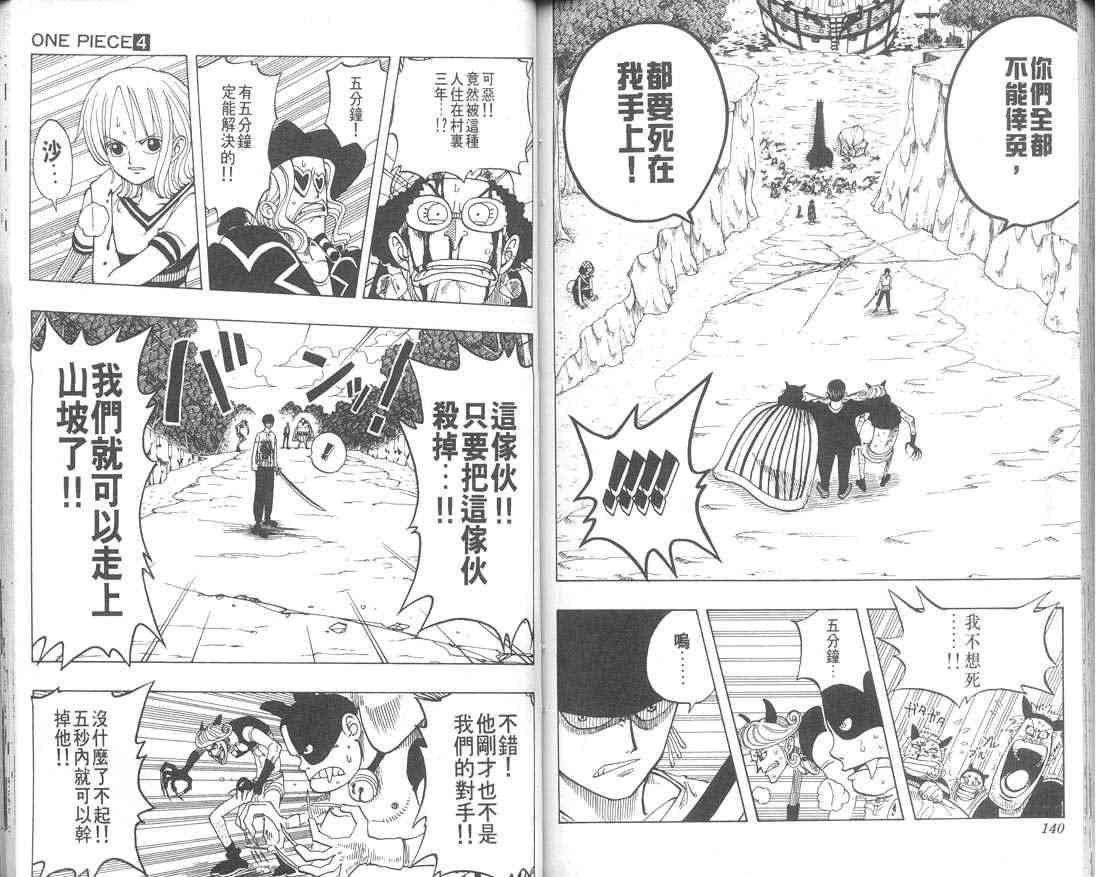 你們全都
不能倖免，
都要死在
我手上！
!!!!!
我不想死
……!!
ガタガタ
五分鐘…
嗚……
140
ONE PIECE 4
可惡!!
竟然被這種
人住在村裏
三年…!?
五分鐘！
有五分鐘
定能解決的!!
沙…
這傢伙!!
只要把這傢伙
殺掉…!!
!
我們就可以走上
山坡了!!
不錯！
他剛才也不是
我們的對手!!
沒什麼了不起!!
五秒內就可以幹
掉他!!